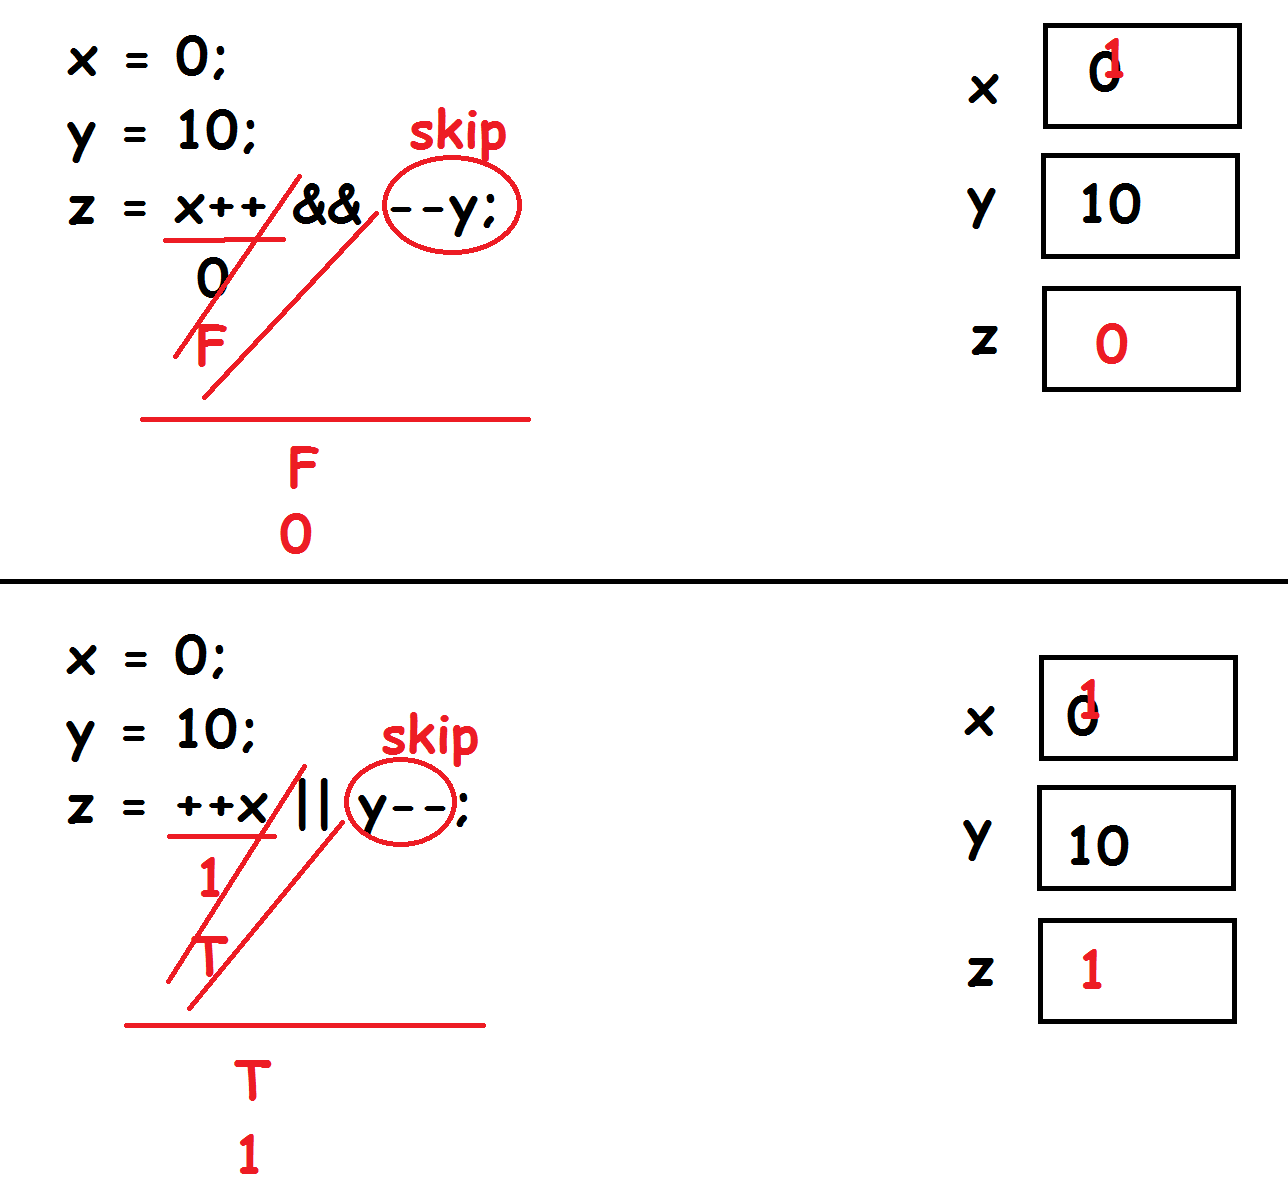 x = 0;
y = 10;
skip
z = x++ && --y;
0
F
F
0
x 0 1
y 10
z 0
x = 0;
y = 10;
skip
z = ++x || y--;
1
T
T
1
x 0 1
y 10
z 1